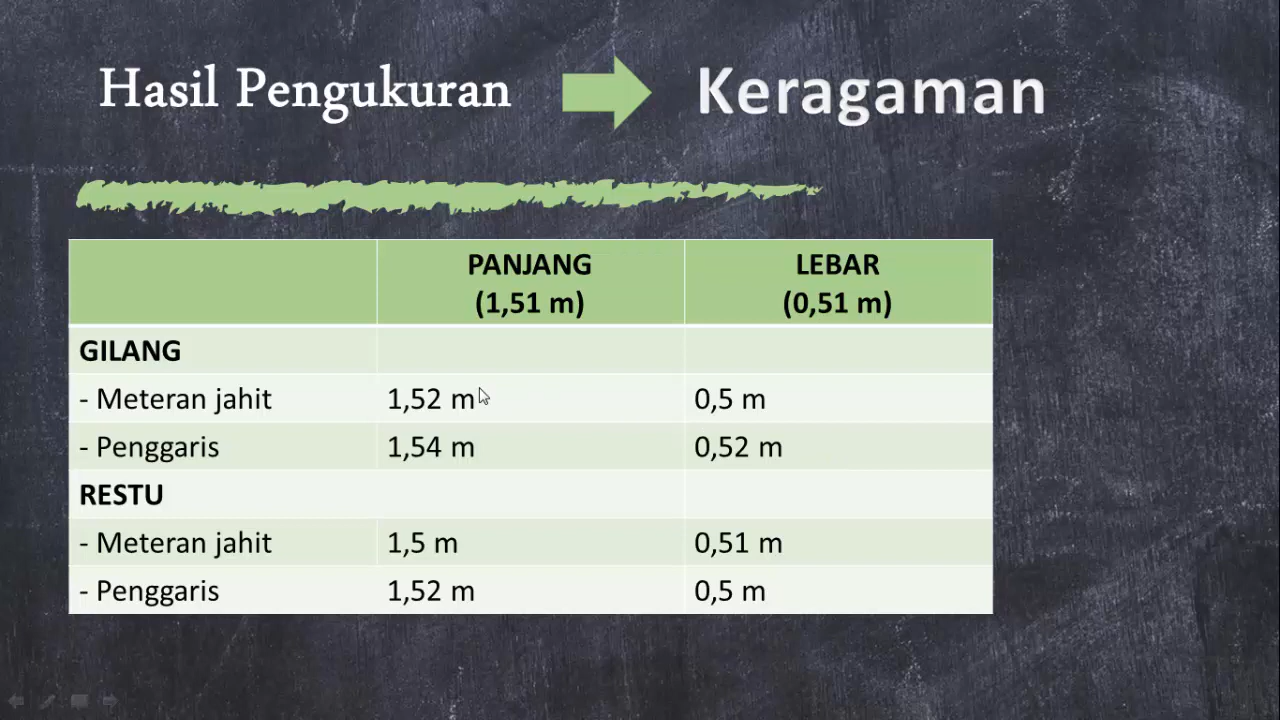 Hasil Pengukuran Keragaman
PANJANG LEBAR
(1,51 m) (0,51 m)
GILANG
- Meteran jahit 1,52 m 0,5 m
- Penggaris 1,54 m 0,52 m
RESTU
- Meteran jahit 1,5 m 0,51 m
- Penggaris 1,52 m 0,5 m